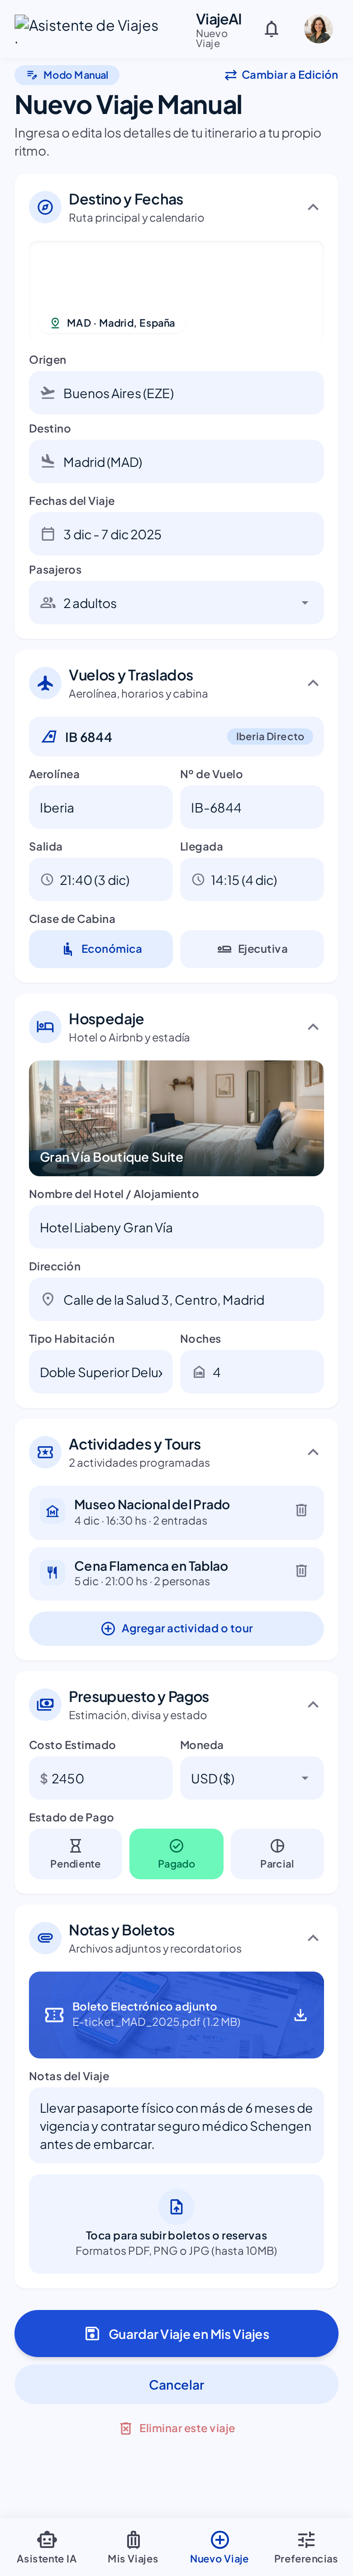 Asistente de Viajes
ViajeAI
Nuevo
Viaje
Modo Manual
Cambiar a Edición
Nuevo Viaje Manual
Ingresa o edita los detalles de tu itinerario a tu propio
ritmo.
Destino y Fechas
Ruta principal y calendario
MAD · Madrid, España
Origen
Buenos Aires (EZE)
Destino
Madrid (MAD)
Fechas del Viaje
3 dic - 7 dic 2025
Pasajeros
2 adultos
Vuelos y Traslados
Aerolínea, horarios y cabina
IB 6844
Iberia Directo
Aerolínea
Nº de Vuelo
Iberia
IB-6844
Salida
Llegada
21:40 (3 dic)
14:15 (4 dic)
Clase de Cabina
Económica
Ejecutiva
Hospedaje
Hotel o Airbnb y estadía
Gran Vía Boutique Suite
Nombre del Hotel / Alojamiento
Hotel Liabeny Gran Vía
Dirección
Calle de la Salud 3, Centro, Madrid
Tipo Habitación
Noches
Doble Superior Delu
4
Actividades y Tours
2 actividades programadas
Museo Nacional del Prado
4 dic · 16:30 hs · 2 entradas
Cena Flamenca en Tablao
5 dic · 21:00 hs · 2 personas
Agregar actividad o tour
Presupuesto y Pagos
Estimación, divisa y estado
Costo Estimado
Moneda
$ 2450
USD ($)
Estado de Pago
Pendiente
Pagado
Parcial
Notas y Boletos
Archivos adjuntos y recordatorios
Boleto Electrónico adjunto
E-ticket_MAD_2025.pdf (1.2 MB)
Notas del Viaje
Llevar pasaporte físico con más de 6 meses de
vigencia y contratar seguro médico Schengen
antes de embarcar.
Toca para subir boletos o reservas
Formatos PDF, PNG o JPG (hasta 10MB)
Guardar Viaje en Mis Viajes
Cancelar
Eliminar este viaje
Asistente IA
Mis Viajes
Nuevo Viaje
Preferencias